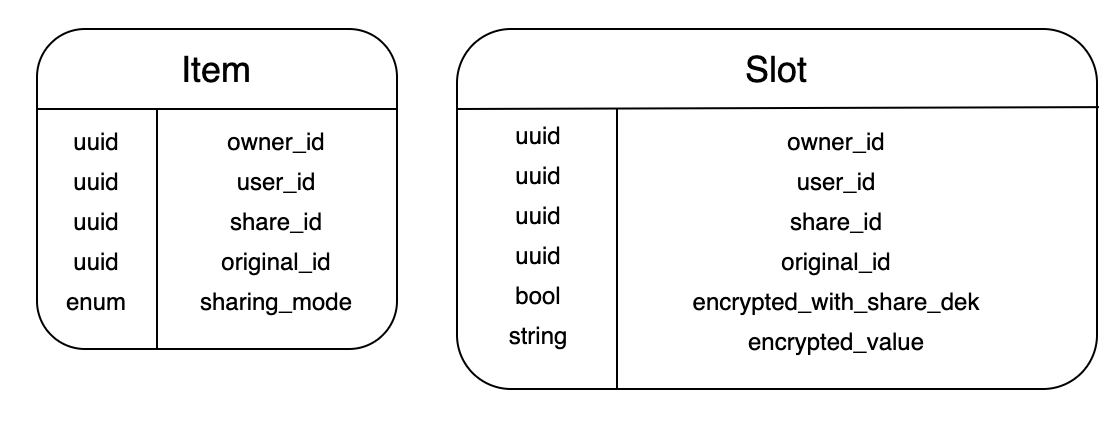 Item
uuid owner_id
uuid user_id
uuid share_id
uuid original_id
enum sharing_mode
Slot
uuid owner_id
uuid user_id
uuid share_id
uuid original_id
bool encrypted_with_share_dek
string encrypted_value